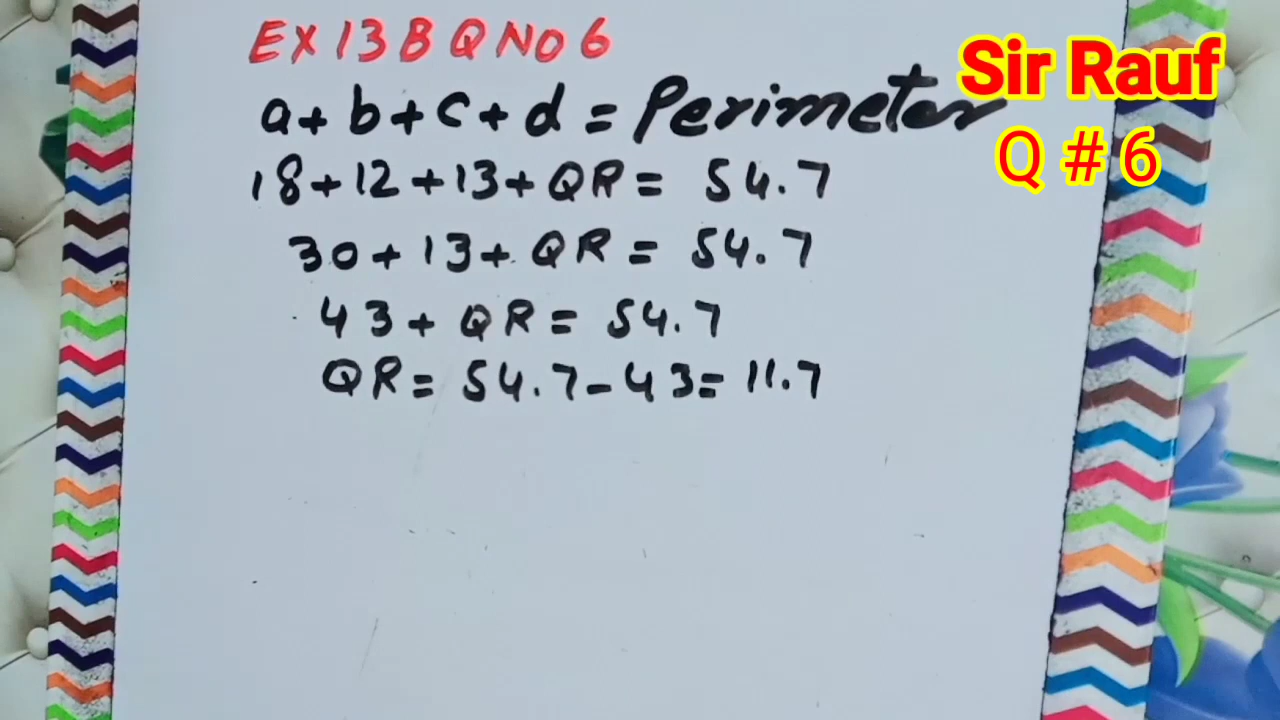 EX 13 B Q NO 6
Sir Rauf
Q # 6
a + b + c + d = Perimeter
18 + 12 + 13 + QR = 54.7
30 + 13 + QR = 54.7
43 + QR = 54.7
QR = 54.7 - 43 = 11.7